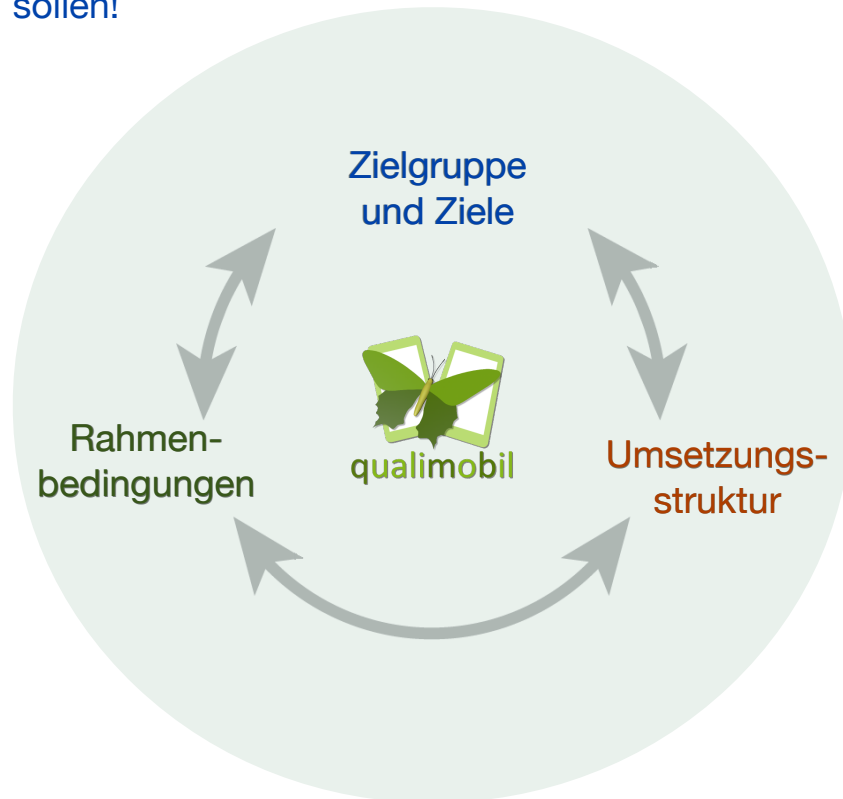 sollen!
Zielgruppe
und Ziele
Rahmen-
bedingungen
qualimobil
Umsetzungs-
struktur